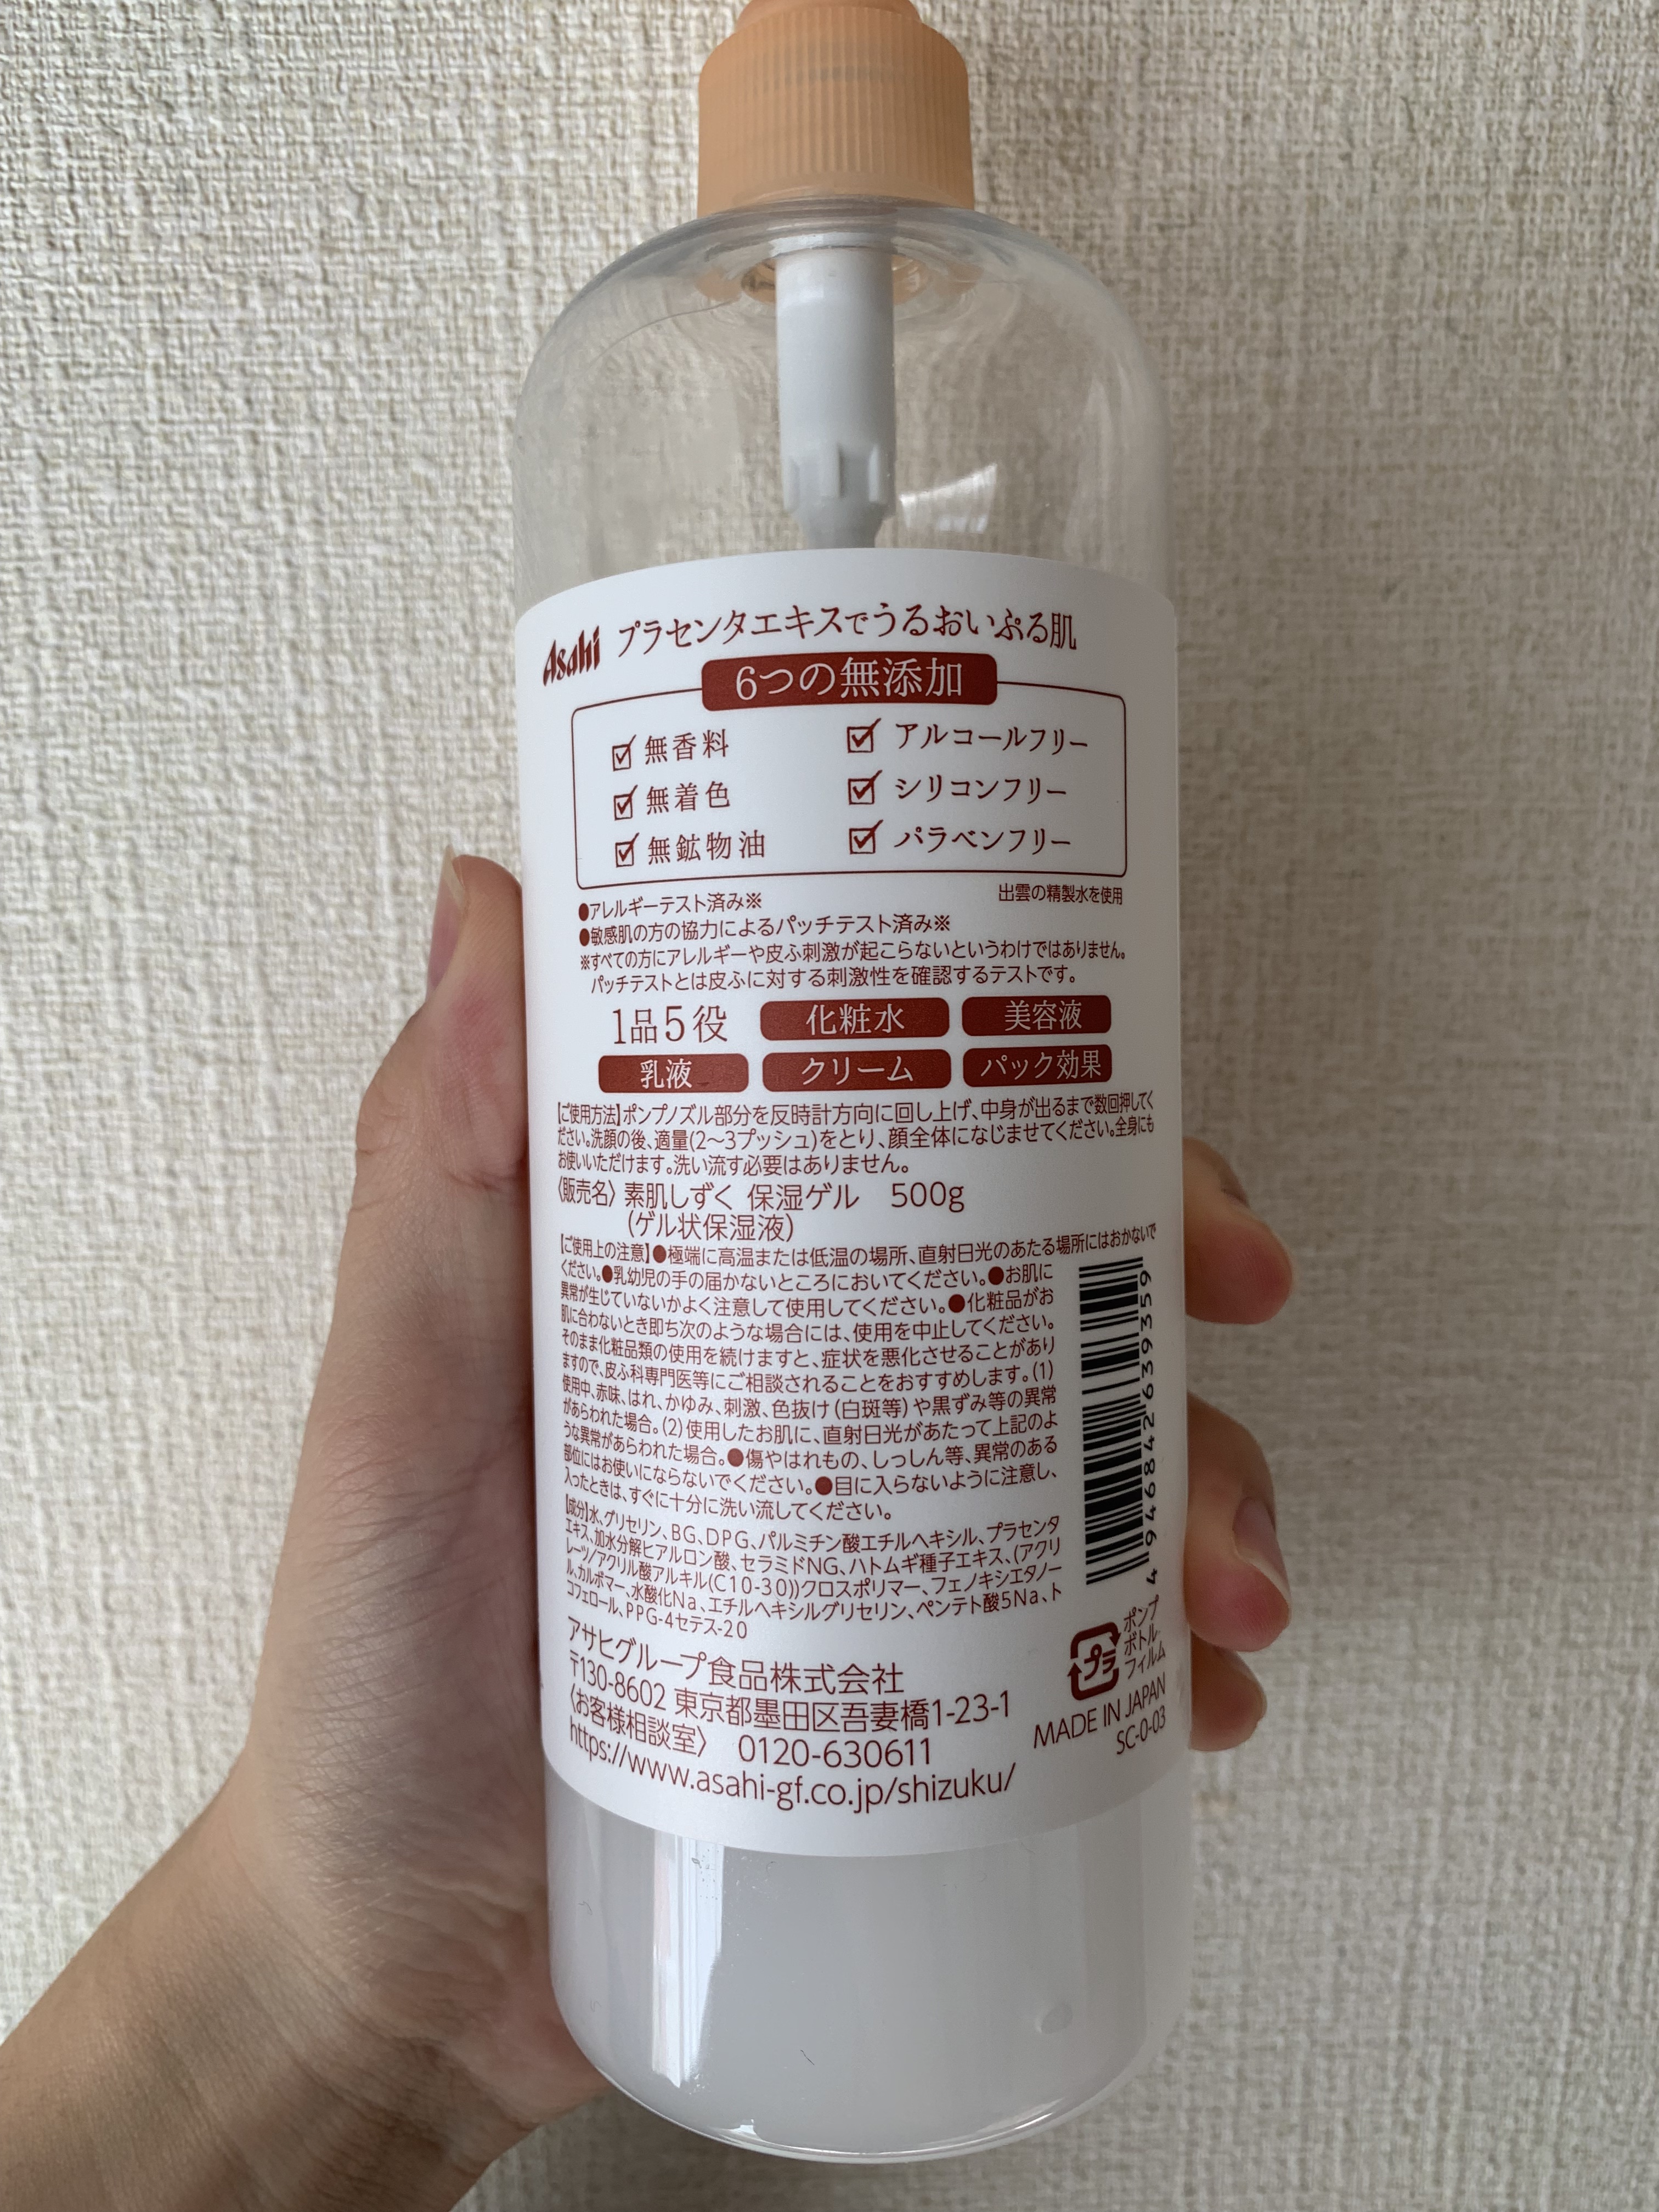 Asahi プラセンタエキスでうるおいぷる肌
6つの無添加
無香料 アルコールフリー
無着色 シリコンフリー
無鉱物油 パラベンフリー
出雲の精製水を使用
●アレルギーテスト済み※
●敏感肌の方の協力によるパッチテスト済み※
※すべての方にアレルギーや皮ふ刺激が起こらないというわけではありません。
パッチテストとは皮ふに対する刺激性を確認するテストです。
1品5役 化粧水 美容液
乳液 クリーム パック効果
【ご使用方法】ポンプノズル部分を反時計方向に回し上げ、中身が出るまで数回押してく
ださい。洗顔の後、適量(2〜3プッシュ)をとり、顔全体になじませてください。全身にも
お使いいただけます。洗い流す必要はありません。
〈販売名〉 素肌しずく 保湿ゲル 500g
(ゲル状保湿液)
【ご使用上の注意】●極端に高温または低温の場所、直射日光のあたる場所にはおかないで
ください。●乳幼児の手の届かないところにおいてください。●お肌に
異常が生じていないかよく注意して使用してください。●化粧品がお
肌に合わないとき即ち次のような場合には、使用を中止してください。
そのまま化粧品類の使用を続けますと、症状を悪化させることがあり
ますので、皮ふ科専門医等にご相談されることをおすすめします。(1)
使用中、赤味、はれ、かゆみ、刺激、色抜け(白斑等)や黒ずみ等の異常
があらわれた場合。(2)使用したお肌に、直射日光があたって上記のよ
うな異常があらわれた場合。●傷やはれもの、しっしん等、異常のある
部位にはお使いにならないでください。●目に入らないように注意し、
入ったときは、すぐに十分に洗い流してください。
【成分】水、グリセリン、BG、DPG、パルミチン酸エチルヘキシル、プラセンタ
エキス、加水分解ヒアルロン酸、セラミドNG、ハトムギ種子エキス、(アクリ
レーツ/アクリル酸アルキル(C10-30))クロスポリマー、フェノキシエタノー
ル、カルボマー、水酸化Na、エチルヘキシルグリセリン、ペンテト酸5Na、ト
コフェロール、PPG-4セテス-20
4946842639359
アサヒグループ食品株式会社
〒130-8602 東京都墨田区吾妻橋1-23-1
〈お客様相談室〉 0120-630611
https://www.asahi-gf.co.jp/shizuku/
プラ
ポンプ
ボトル
フィルム
MADE IN JAPAN
SC-0-03